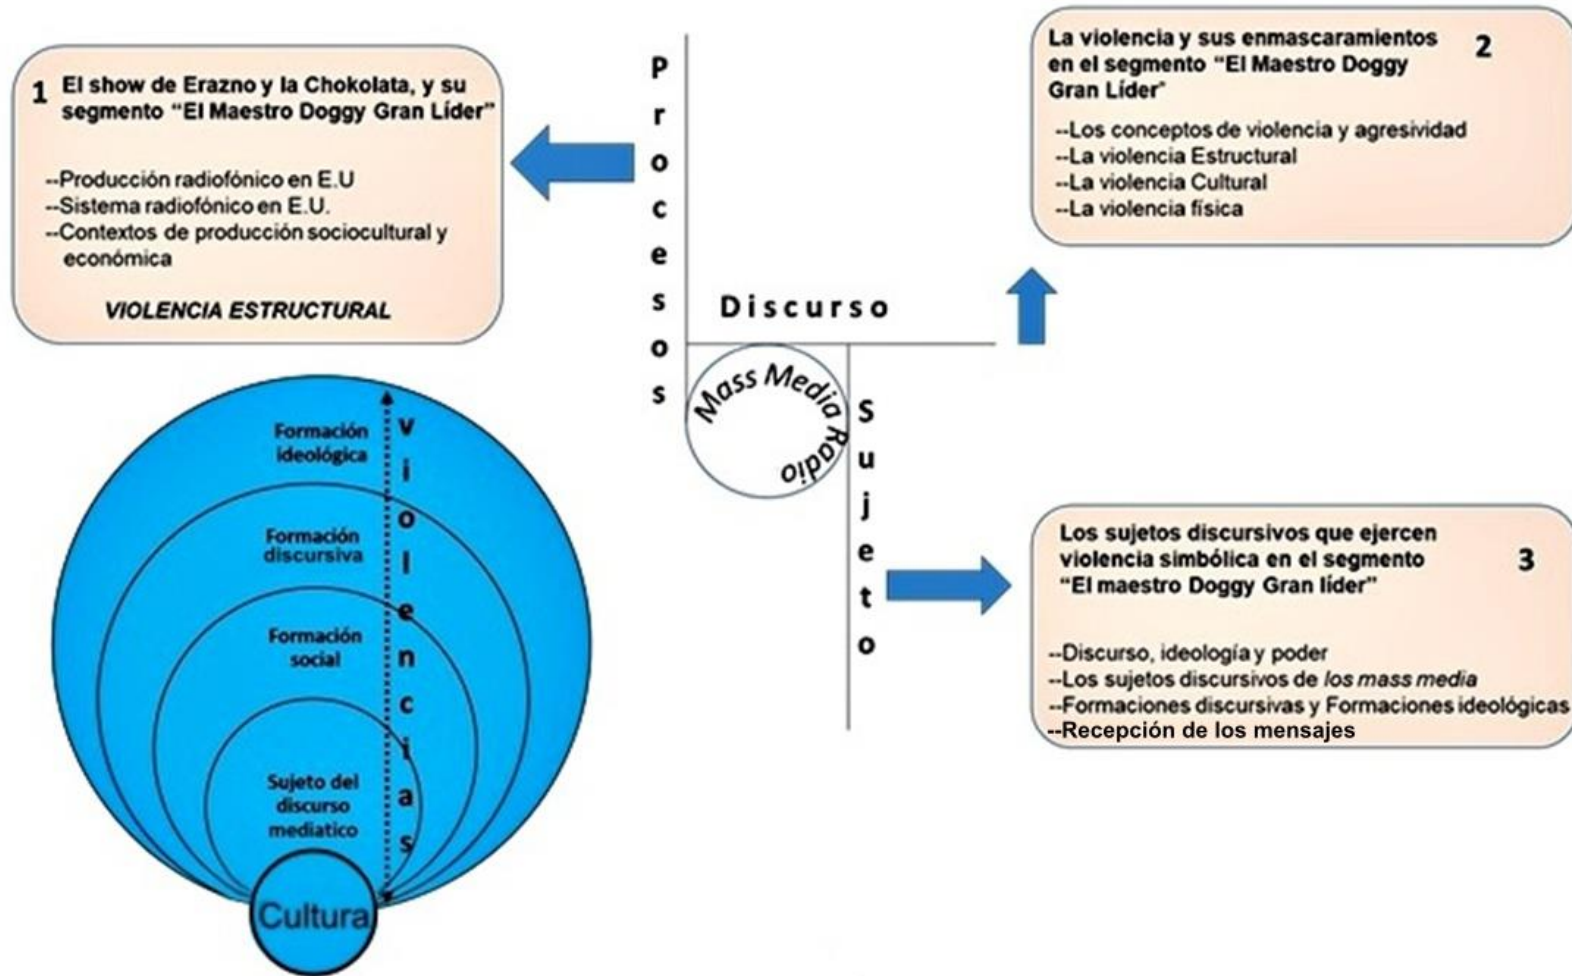 1 El show de Erazno y la Chokolata, y su
segmento “El Maestro Doggy Gran Líder”
--Producción radiofónico en E.U
--Sistema radiofónico en E.U.
--Contextos de producción sociocultural y
económica
VIOLENCIA ESTRUCTURAL
Procesos
Discurso
Mass Media Radio
Sujeto
La violencia y sus enmascaramientos 2
en el segmento “El Maestro Doggy
Gran Líder”
--Los conceptos de violencia y agresividad
--La violencia Estructural
--La violencia Cultural
--La violencia física
Los sujetos discursivos que ejercen
violencia simbólica en el segmento 3
“El maestro Doggy Gran líder”
--Discurso, ideología y poder
--Los sujetos discursivos de los mass media
--Formaciones discursivas y Formaciones ideológicas
--Recepción de los mensajes
Formación
ideológica
Formación
discursiva
Formación
social
Sujeto del
discurso
mediatico
violencias
Cultura